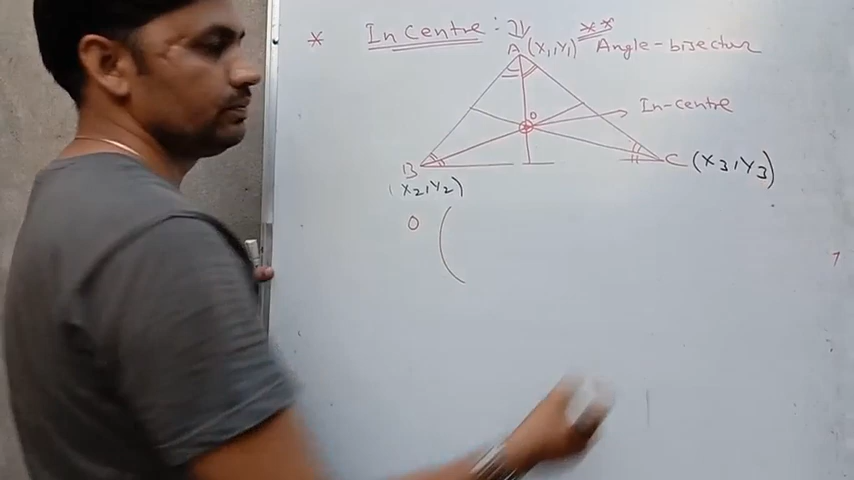 * In Centre :
A (X₁,Y₁) Angle-bisector
O In-centre
B C (X₃,Y₃)
(X₂,Y₂)
O (